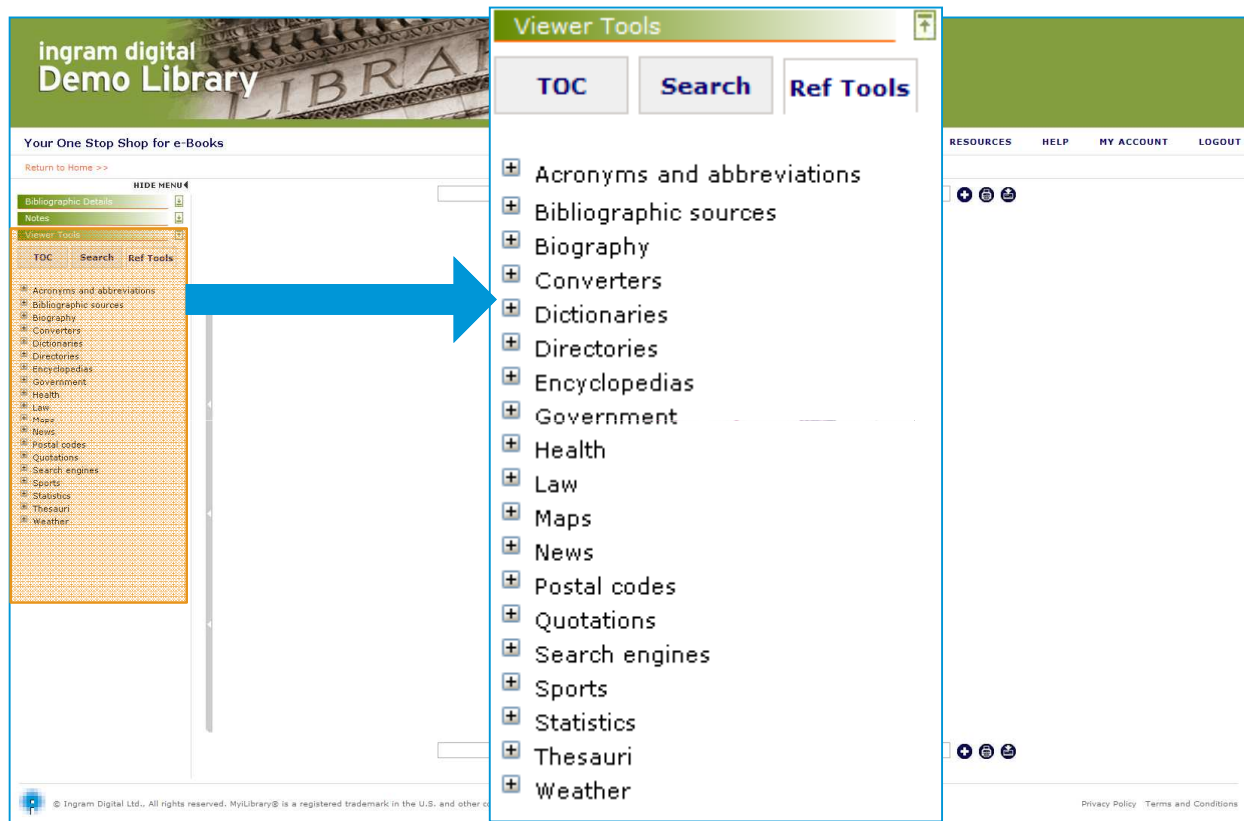 ingram digital
Demo Library
LIBRA
Your One Stop Shop for e-Books
RESOURCES HELP MY ACCOUNT LOGOUT
Return to Home >>
HIDE MENU
Bibliographic Details
Notes
Viewer Tools
TOC Search Ref Tools
Acronyms and abbreviations
Bibliographic sources
Biography
Converters
Dictionaries
Directories
Encyclopedias
Government
Health
Law
Maps
News
Postal codes
Quotations
Search engines
Sports
Statistics
Thesauri
Weather
Viewer Tools
TOC Search Ref Tools
Acronyms and abbreviations
Bibliographic sources
Biography
Converters
Dictionaries
Directories
Encyclopedias
Government
Health
Law
Maps
News
Postal codes
Quotations
Search engines
Sports
Statistics
Thesauri
Weather
© Ingram Digital Ltd., All rights reserved. MyiLibrary® is a registered trademark in the U.S. and other
Privacy Policy Terms and Conditions